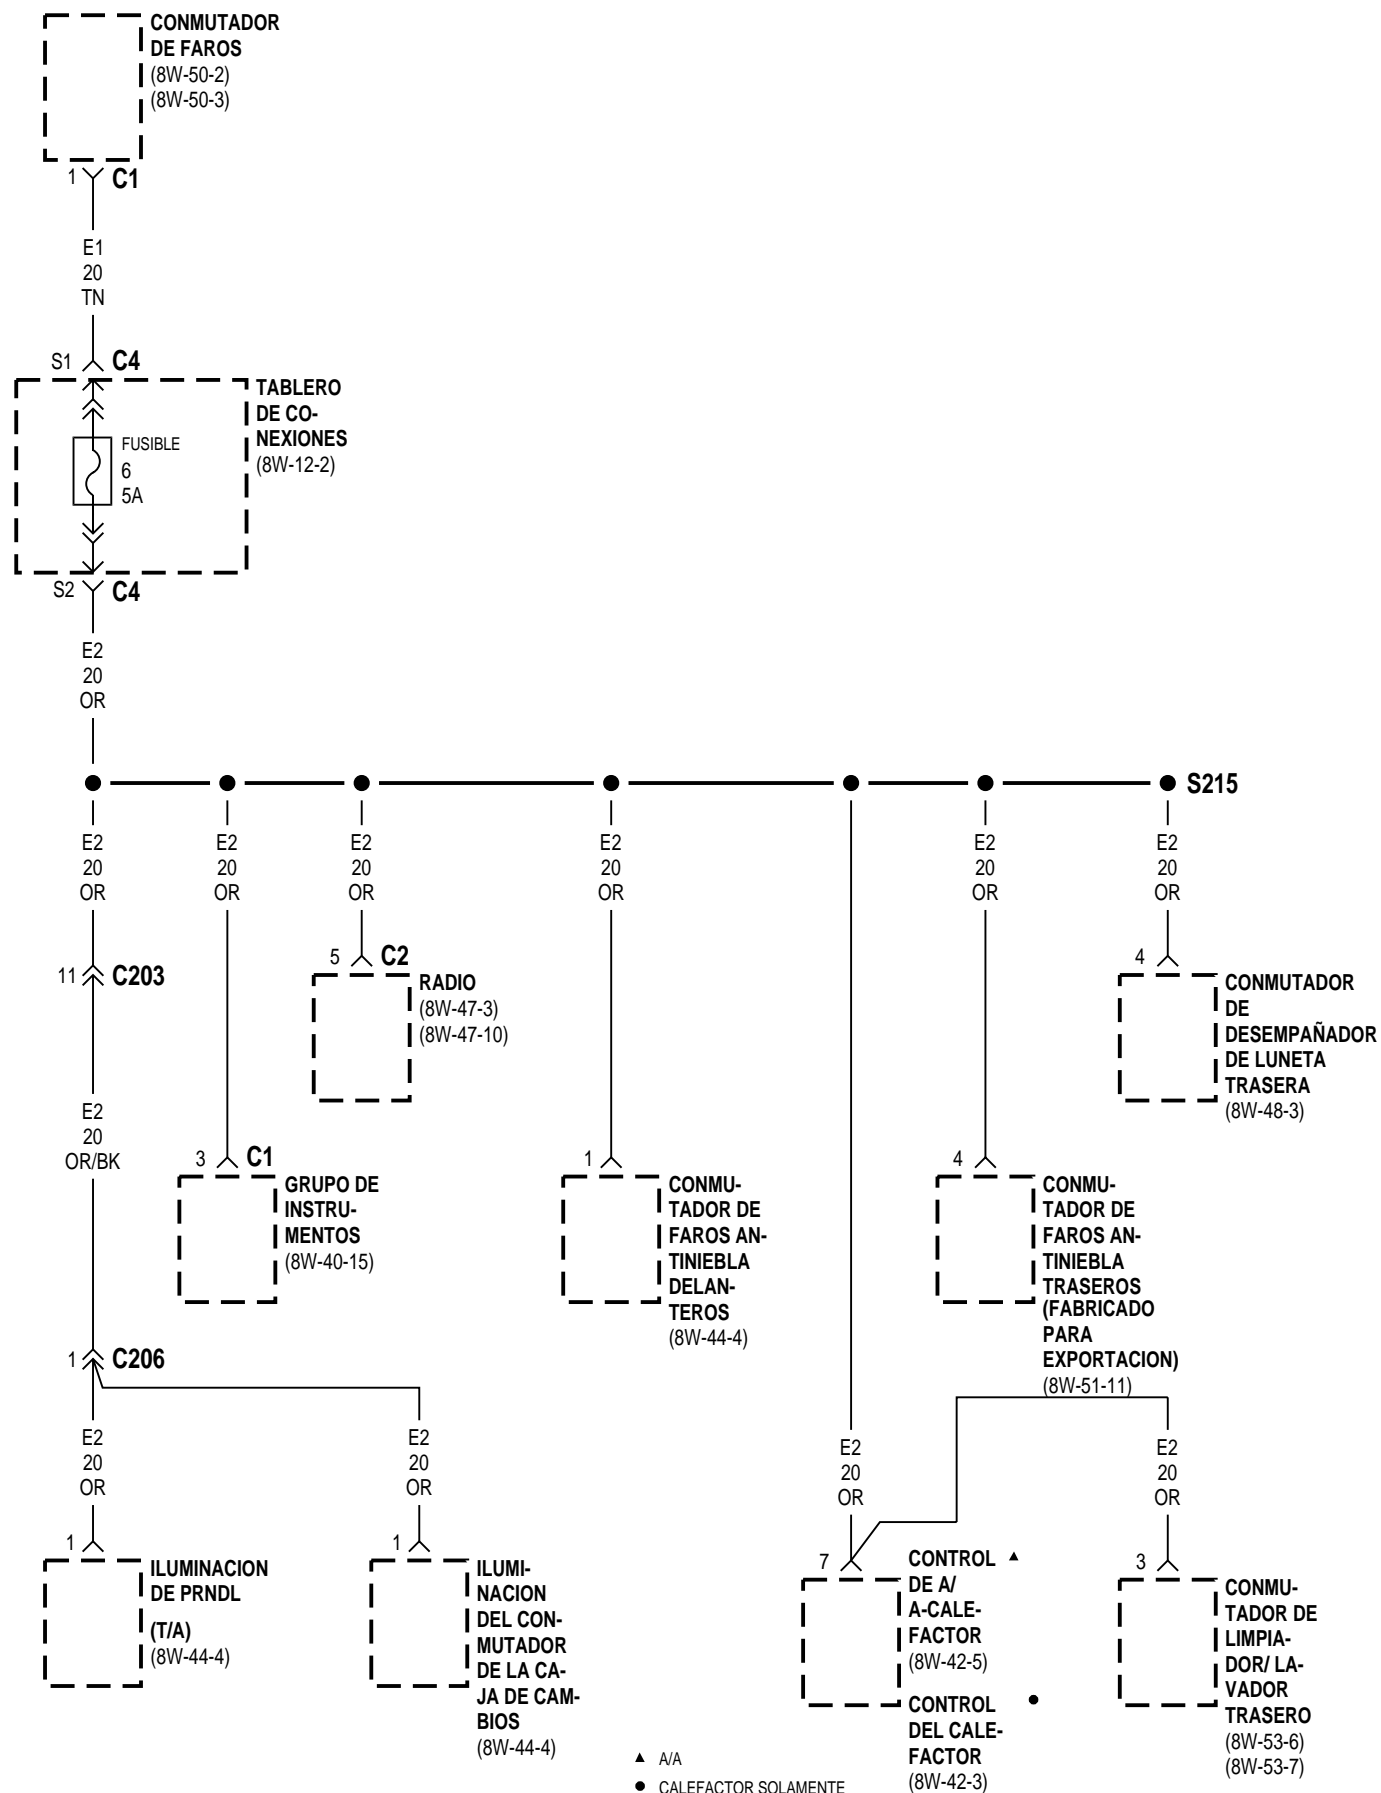 CONMUTADOR
DE FAROS
(8W-50-2)
(8W-50-3)
1
C1
E1
20
TN
S1
C4
TABLERO
DE CO-
NEXIONES
(8W-12-2)
FUSIBLE
6
5A
S2
C4
E2
20
OR
S215
E2
20
OR
E2
20
OR
E2
20
OR
E2
20
OR
E2
20
OR
E2
20
OR
11
C203
5
C2
RADIO
(8W-47-3)
(8W-47-10)
4
CONMUTADOR
DE
DESEMPAÑADOR
DE LUNETA
TRASERA
(8W-48-3)
E2
20
OR/BK
3
C1
GRUPO DE
INSTRU-
MENTOS
(8W-40-15)
1
CONMU-
TADOR DE
FAROS AN-
TINIEBLA
DELAN-
TEROS
(8W-44-4)
4
CONMU-
TADOR DE
FAROS AN-
TINIEBLA
TRASEROS
(FABRICADO
PARA
EXPORTACION)
(8W-51-11)
1
C206
E2
20
OR
E2
20
OR
E2
20
OR
E2
20
OR
1
ILUMINACION
DE PRNDL
(T/A)
(8W-44-4)
1
ILUMI-
NACION
DEL CON-
MUTADOR
DE LA CA-
JA DE CAM-
BIOS
(8W-44-4)
7
CONTROL ▲
DE A/
A-CALE-
FACTOR
(8W-42-5)
CONTROL ●
DEL CALE-
FACTOR
(8W-42-3)
3
CONMU-
TADOR DE
LIMPIA-
DOR/ LA-
VADOR
TRASERO
(8W-53-6)
(8W-53-7)
▲ A/A
● CALEFACTOR SOLAMENTE